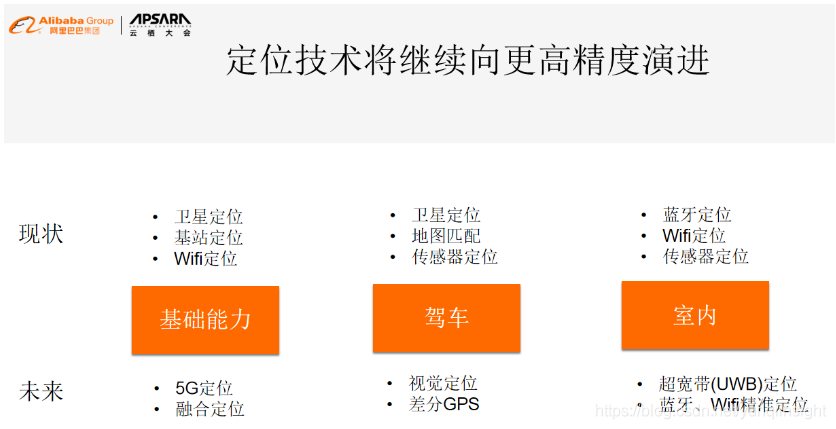 Alibaba Group
阿里巴巴集团
APSARA
云栖大会
定位技术将继续向更高精度演进
现状
• 卫星定位
• 基站定位
• Wifi定位
• 卫星定位
• 地图匹配
• 传感器定位
• 蓝牙定位
• Wifi定位
• 传感器定位
基础能力
驾车
室内
未来
• 5G定位
• 融合定位
• 视觉定位
• 差分GPS
• 超宽带(UWB)定位
• 蓝牙、Wifi精准定位